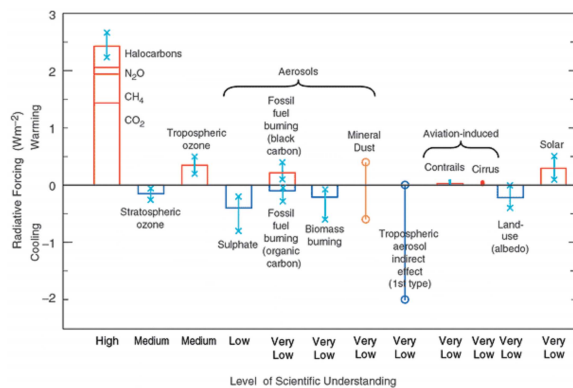 3
2
1
0
−1
−2
Radiative Forcing (Wm−2)
Cooling Warming
Halocarbons
N2O
CH4
CO2
Stratospheric
ozone
Tropospheric
ozone
Aerosols
Sulphate
Fossil
fuel
burning
(black
carbon)
Fossil
fuel
burning
(organic
carbon)
Biomass
burning
Mineral
Dust
Tropospheric
aerosol
indirect
effect
(1st type)
Aviation-induced
Contrails
Cirrus
Land-
use
(albedo)
Solar
High
Medium
Medium
Low
Very
Low
Very
Low
Very
Low
Very
Low
Very
Low
Very
Low
Very
Low
Very
Low
Level of Scientific Understanding